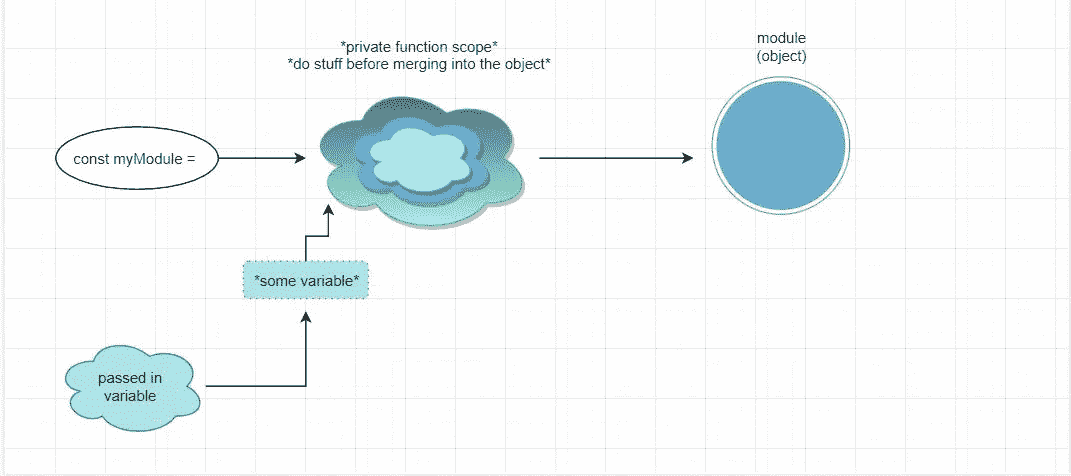 *private function scope*
*do stuff before merging into the object*
module
(object)
const myModule =
*some variable*
passed in
variable